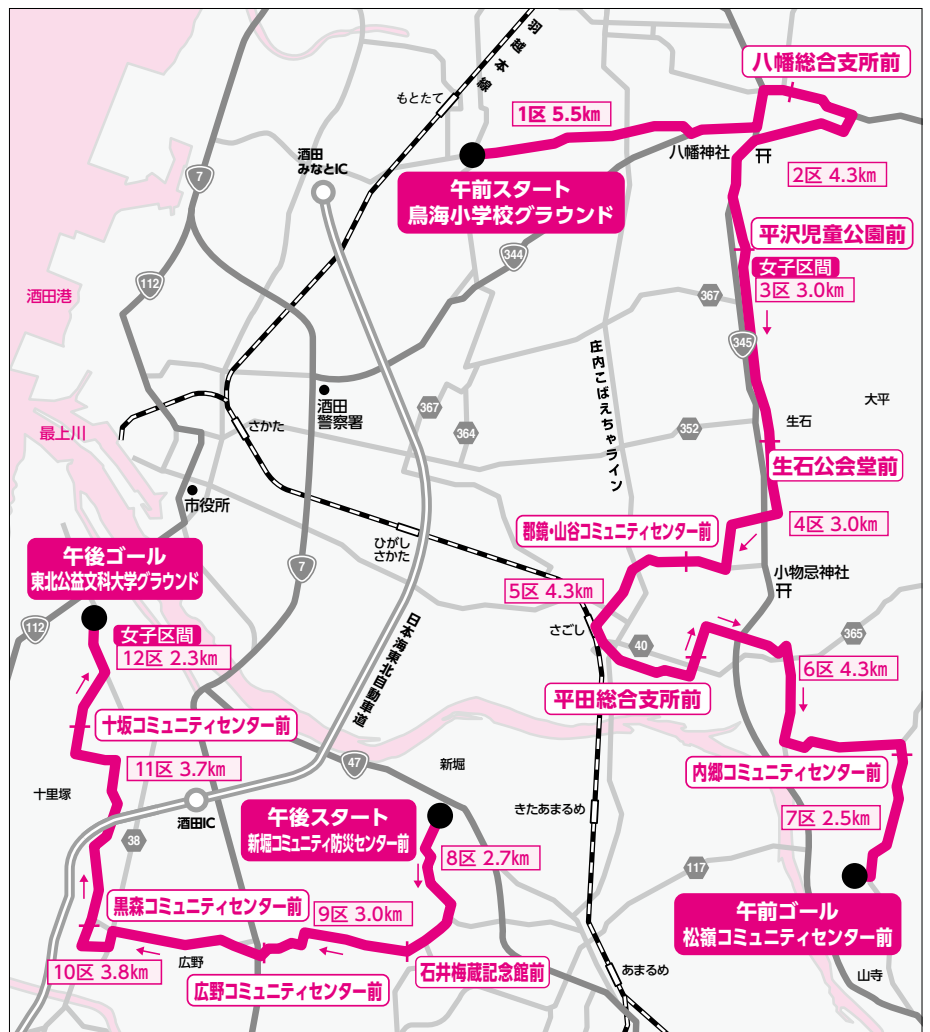 羽越本線
八幡総合支所前
もとたて
1区 5.5km
八幡神社
酒田
みなとIC
7
午前スタート
鳥海小学校グラウンド
2区 4.3km
平沢児童公園前
344
女子区間
3区 3.0km
112
酒田港
367
345
庄内こばえちゃライン
酒田
警察署
367
364
352
生石
大平
さかた
最上川
生石公会堂前
市役所
4区 3.0km
郡鏡・山谷コミュニティセンター前
ひがし
さかた
午後ゴール
東北公益文科大学グラウンド
7
小物忌神社
5区 4.3km
112
日本海東北自動車道
さごし
女子区間
12区 2.3km
40
365
6区 4.3km
平田総合支所前
十坂コミュニティセンター前
47
新堀
内郷コミュニティセンター前
11区 3.7km
十里塚
酒田IC
午後スタート
新堀コミュニティ防災センター前
きたあまるめ
7区 2.5km
38
8区 2.7km
117
黒森コミュニティセンター前
9区 3.0km
午前ゴール
松嶺コミュニティセンター前
10区 3.8km
広野
広野コミュニティセンター前
石井梅蔵記念館前
あまるめ
山寺